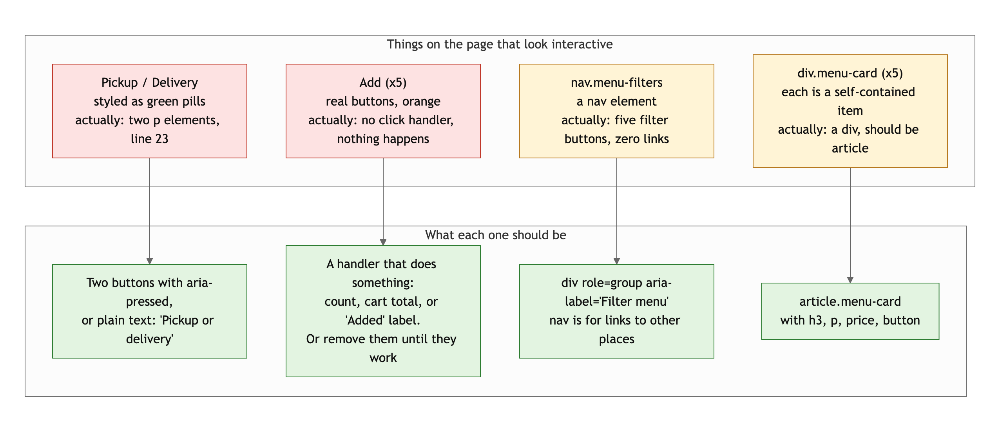 Things on the page that look interactive
Pickup / Delivery
styled as green pills
actually: two p elements,
line 23
Add (x5)
real buttons, orange
actually: no click handler,
nothing happens
nav.menu-filters
a nav element
actually: five filter
buttons, zero links
div.menu-card (x5)
each is a self-contained
item
actually: a div, should be
article
What each one should be
Two buttons with aria-
pressed,
or plain text: 'Pickup or
delivery'
A handler that does
something:
count, cart total, or
'Added' label.
Or remove them until they
work
div role=group aria-
label='Filter menu'
nav is for links to other
places
article.menu-card
with h3, p, price, button